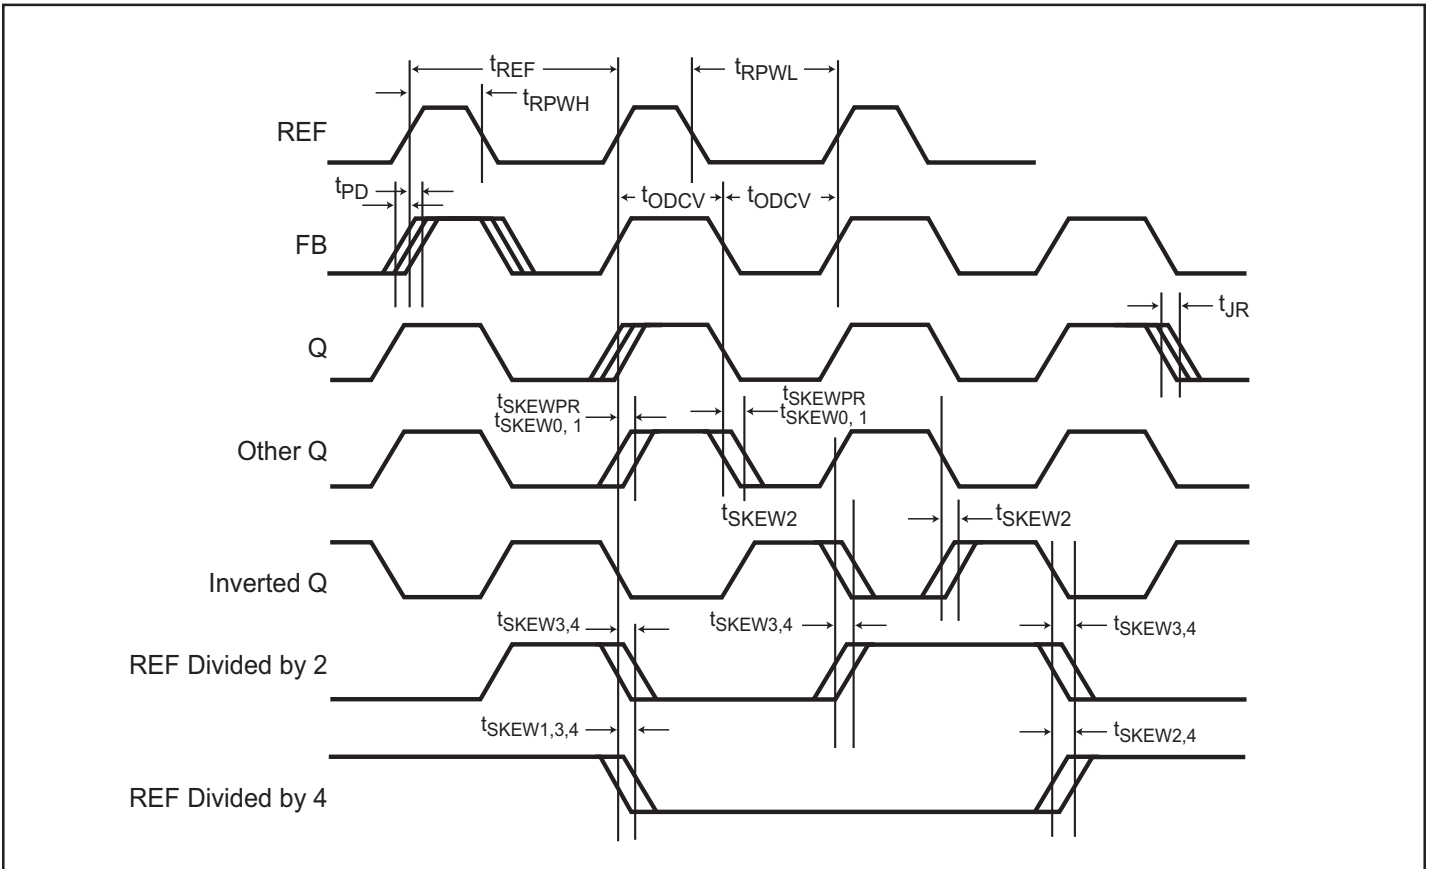 tREF
tRPWL
tRPWH
REF
tPD
tODCV
tODCV
FB
tJR
Q
tSKEWPR
tSKEW0, 1
tSKEWPR
tSKEW0, 1
Other Q
tSKEW2
tSKEW2
Inverted Q
tSKEW3,4
tSKEW3,4
tSKEW3,4
REF Divided by 2
tSKEW1,3,4
tSKEW2,4
REF Divided by 4